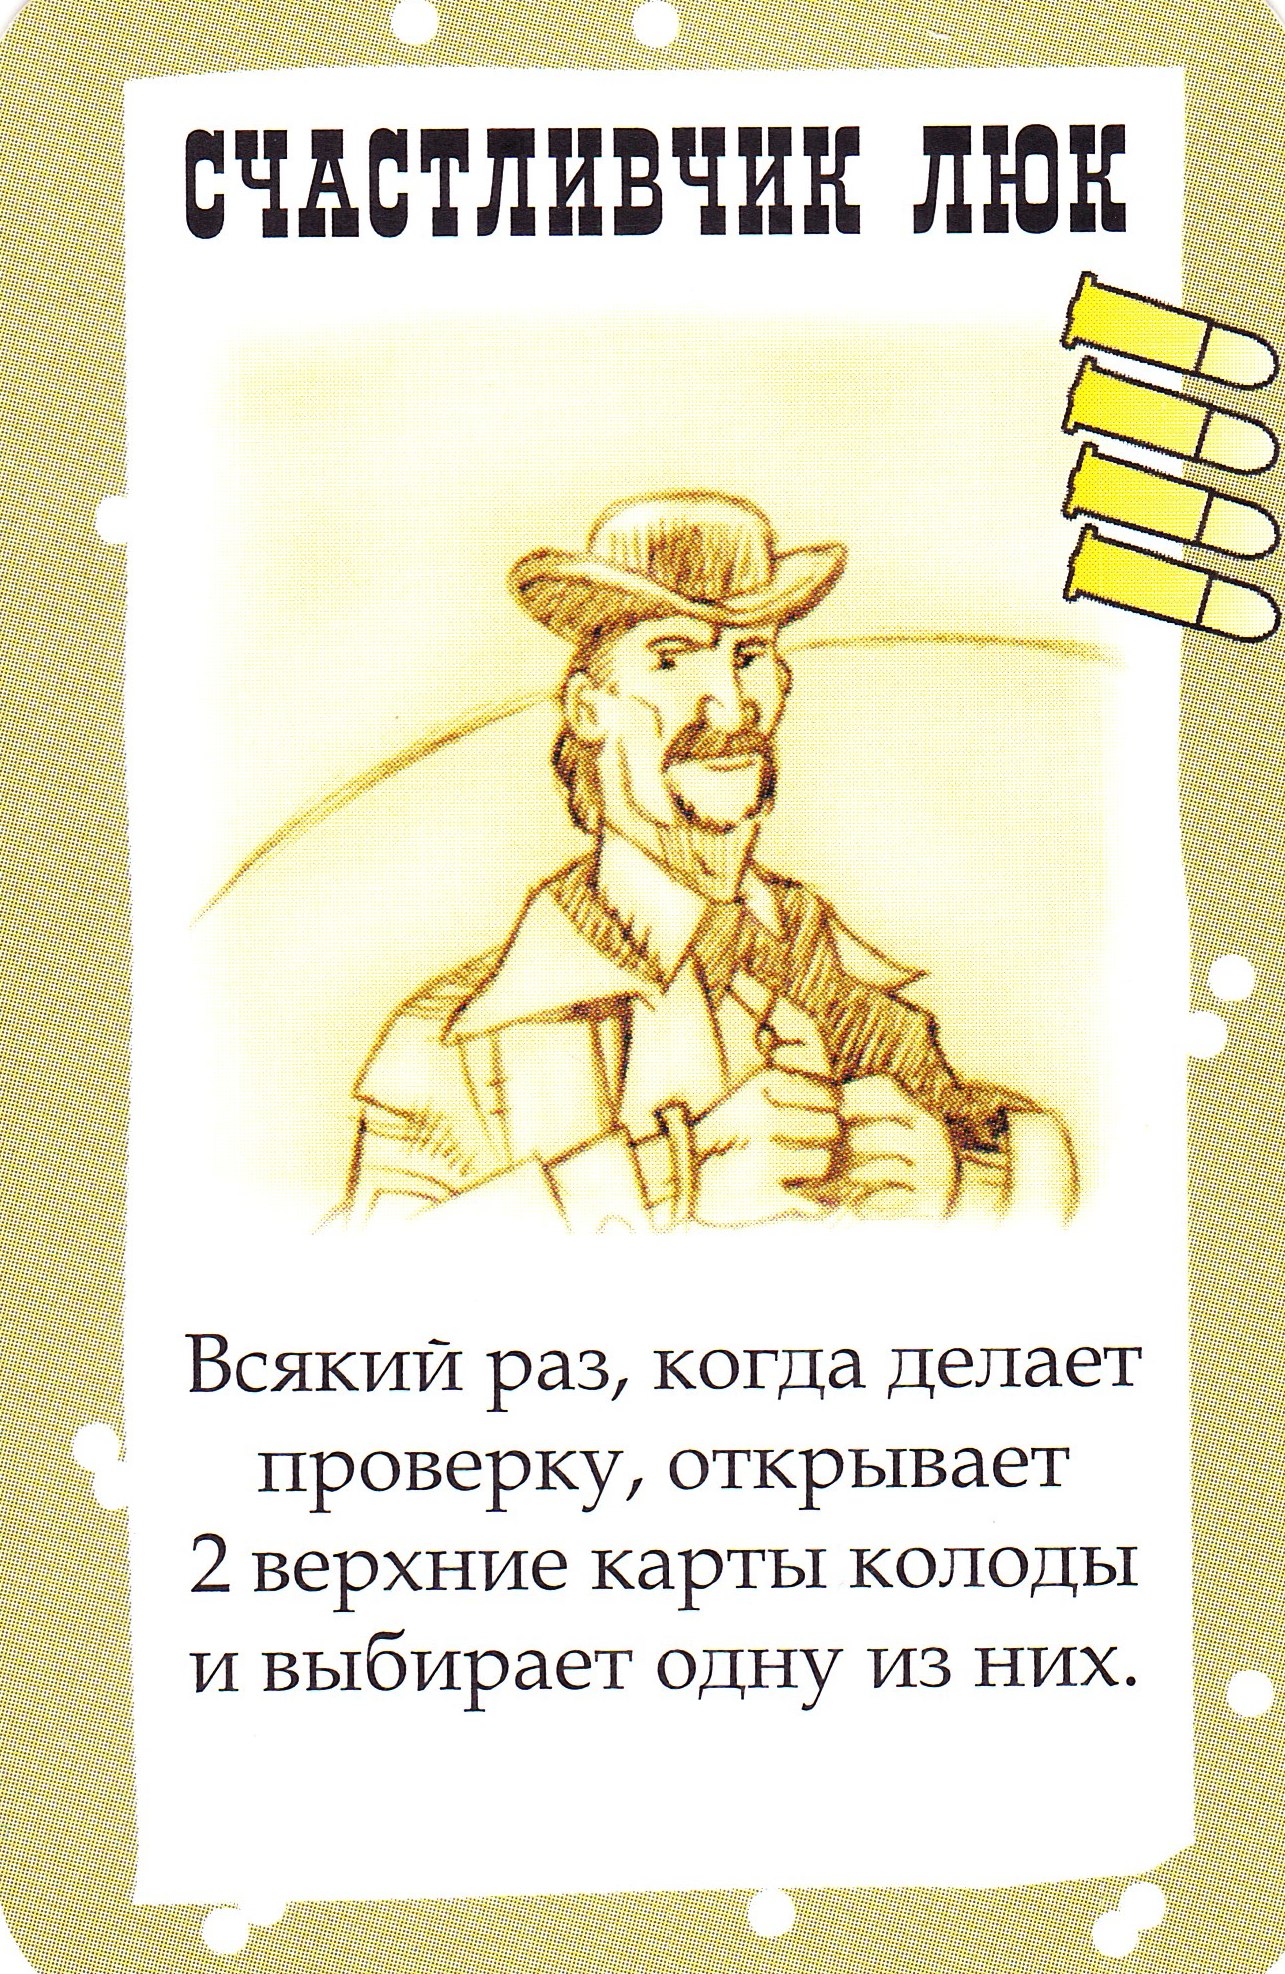 СЧАСТЛИВЧИК ЛЮК
Всякий раз, когда делает
проверку, открывает
2 верхние карты колоды
и выбирает одну из них.